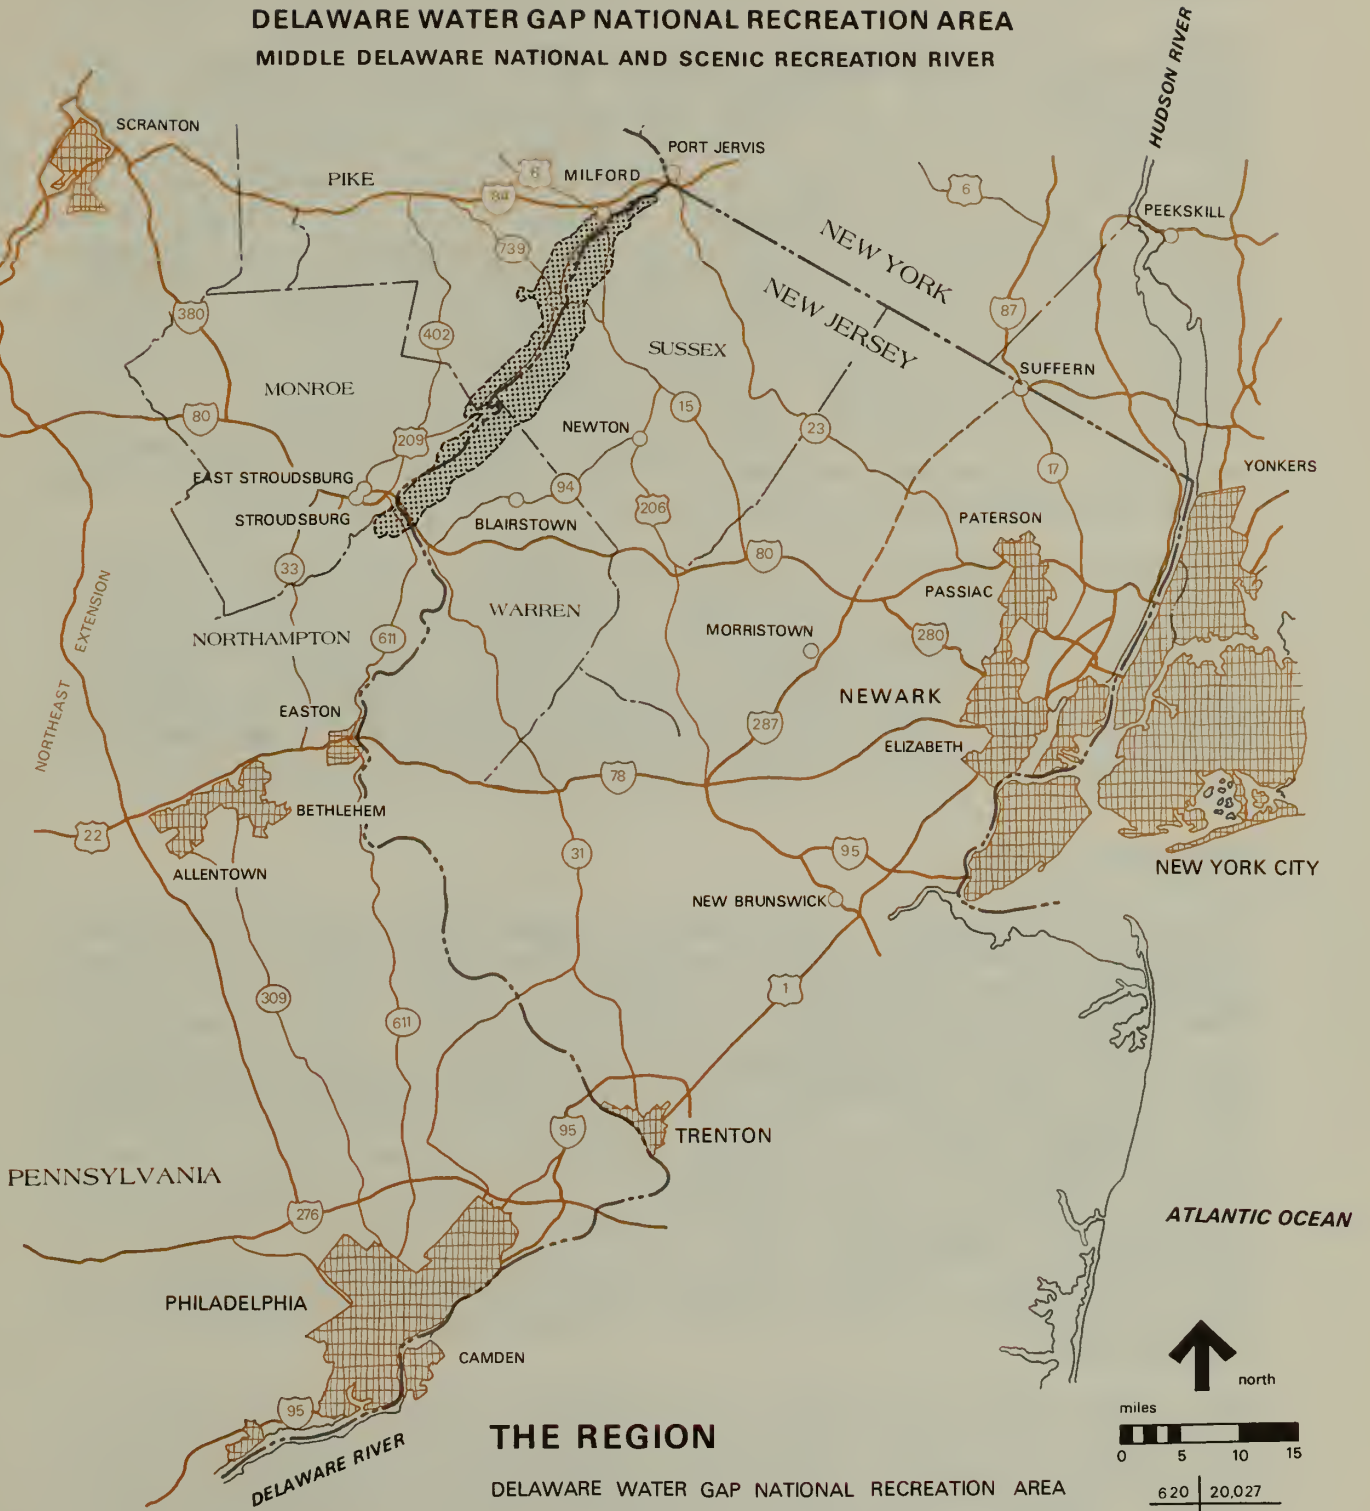 DELAWARE WATER GAP NATIONAL RECREATION AREA
MIDDLE DELAWARE NATIONAL AND SCENIC RECREATION RIVER
HUDSON RIVER
SCRANTON
PORT JERVIS
PIKE
6
MILFORD
84
6
PEEKSKILL
739
NEW YORK
NEW JERSEY
380
402
87
SUSSEX
SUFFERN
MONROE
80
15
209
NEWTON
23
17
YONKERS
EAST STROUDSBURG
94
STROUDSBURG
BLAIRSTOWN
206
PATERSON
80
33
PASSIAC
WARREN
NORTHAMPTON
611
MORRISTOWN
280
NORTHEAST EXTENSION
NEWARK
EASTON
287
ELIZABETH
78
BETHLEHEM
22
31
95
ALLENTOWN
NEW YORK CITY
NEW BRUNSWICK
309
611
1
95
TRENTON
PENNSYLVANIA
276
ATLANTIC OCEAN
PHILADELPHIA
CAMDEN
north
95
miles
0 5 10 15
DELAWARE RIVER
THE REGION
DELAWARE WATER GAP NATIONAL RECREATION AREA
620 20,027